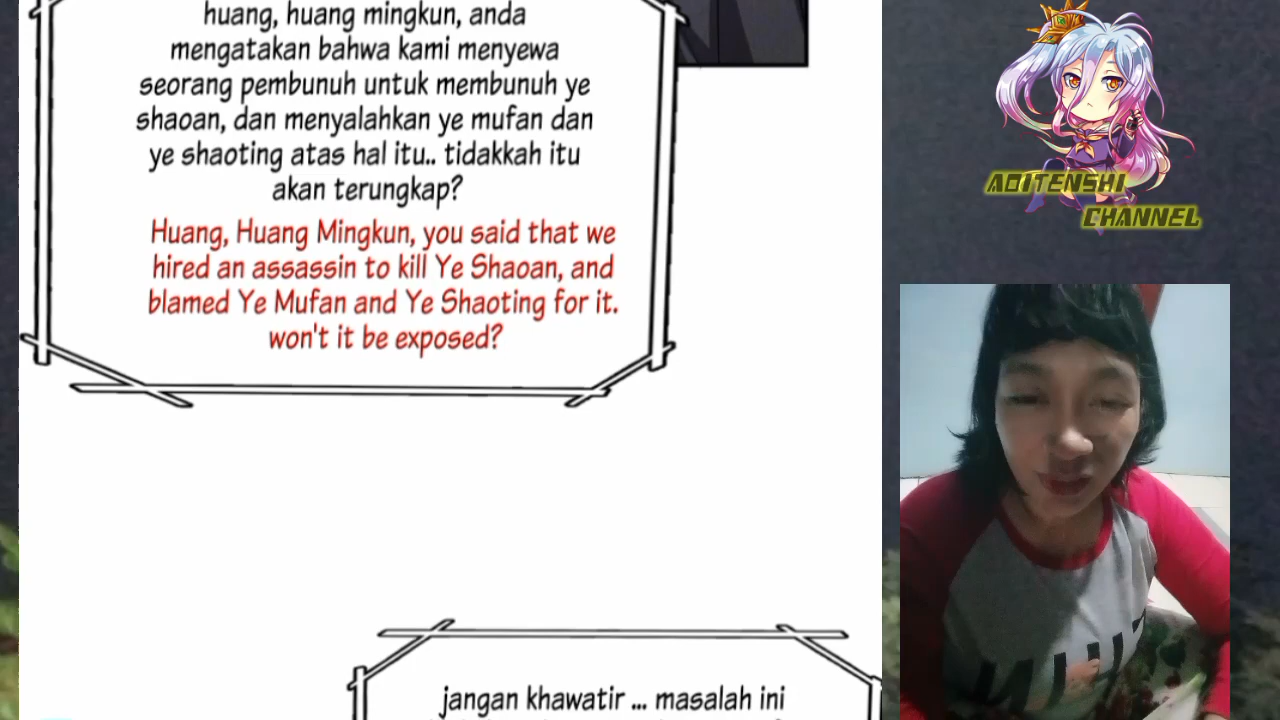 huang, huang mingkun, anda
mengatakan bahwa kami menyewa
seorang pembunuh untuk membunuh ye
shaoan, dan menyalahkan ye mufan dan
ye shaoting atas hal itu.. tidakkah itu
akan terungkap?
Huang, Huang Mingkun, you said that we
hired an assassin to kill Ye Shaoan, and
blamed Ye Mufan and Ye Shaoting for it.
won't it be exposed?
jangan khawatir ... masalah ini
AOITENSHI
CHANNEL